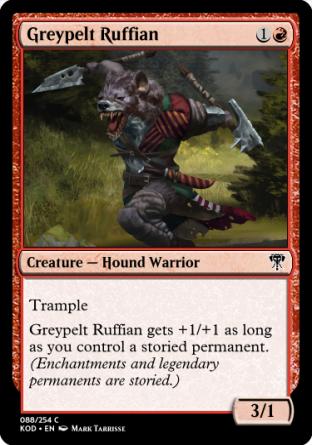 Greypelt Ruffian 1
Creature — Hound Warrior
Trample
Greypelt Ruffian gets +1/+1 as long
as you control a storied permanent.
(Enchantments and legendary
permanents are storied.)
088/254 C
KOD • EN Mark Tarrisse
3/1